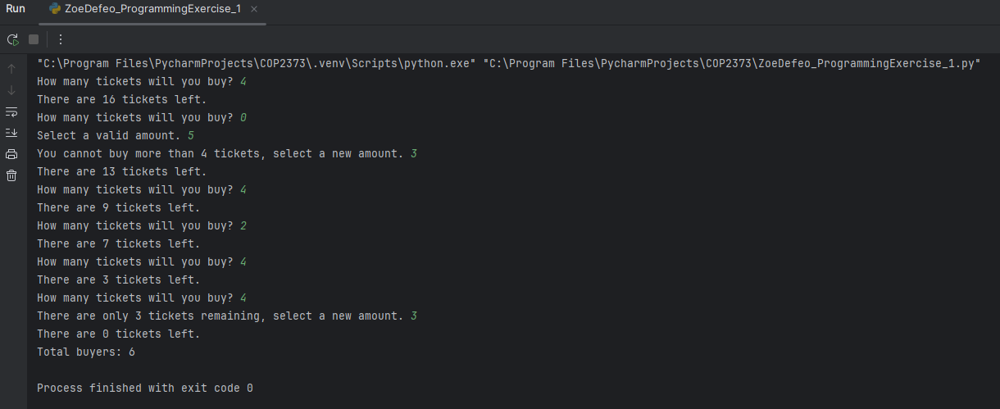 Run ZoeDefeo_ProgrammingExercise_1
"C:\Program Files\PycharmProjects\COP2373\.venv\Scripts\python.exe" "C:\Program Files\PycharmProjects\COP2373\ZoeDefeo_ProgrammingExercise_1.py"
How many tickets will you buy? 4
There are 16 tickets left.
How many tickets will you buy? 0
Select a valid amount. 5
You cannot buy more than 4 tickets, select a new amount. 3
There are 13 tickets left.
How many tickets will you buy? 4
There are 9 tickets left.
How many tickets will you buy? 2
There are 7 tickets left.
How many tickets will you buy? 4
There are 3 tickets left.
How many tickets will you buy? 4
There are only 3 tickets remaining, select a new amount. 3
There are 0 tickets left.
Total buyers: 6
Process finished with exit code 0